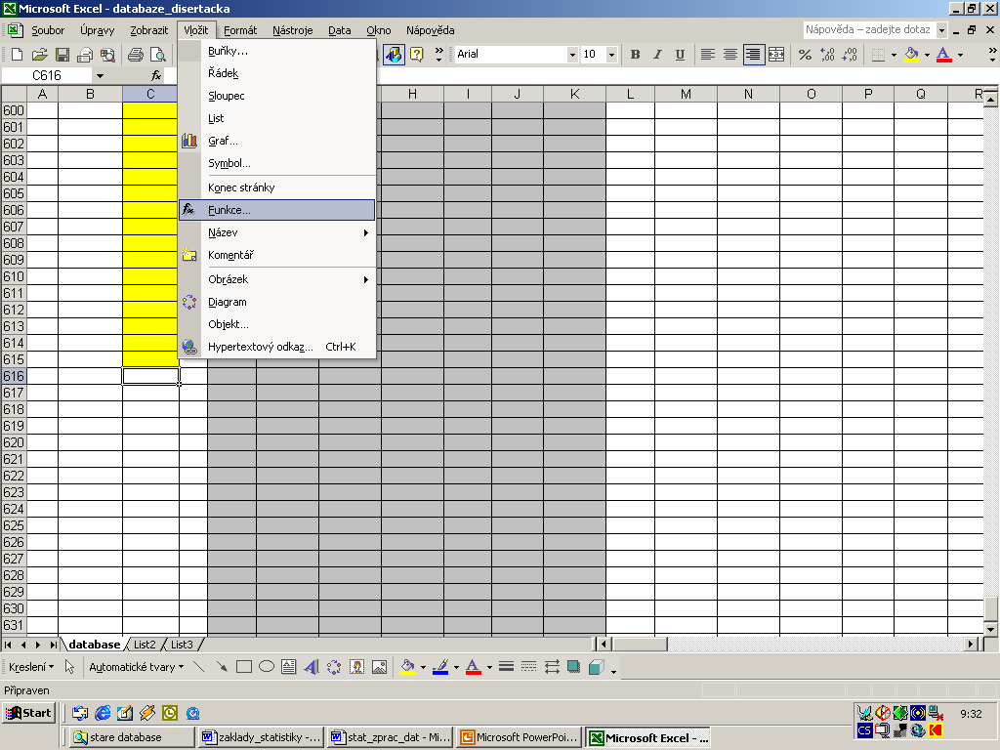 Microsoft Excel - databaze_disertacka
Soubor Úpravy Zobrazit Vložit Formát Nástroje Data Okno Nápověda
Nápověda – zadejte dotaz
Arial 10 B I U %
C616 fx
A B C H I J K L M N O P Q R
600
601
602
603
604
605
606
607
608
609
610
611
612
613
614
615
616
617
618
619
620
621
622
623
624
625
626
627
628
629
630
631
Buňky...
Řádek
Sloupec
List
Graf...
Symbol...
Konec stránky
Funkce...
Název
Komentář
Obrázek
Diagram
Objekt...
Hypertextový odkaz... Ctrl+K
database List2 List3
Kreslení Automatické tvary
Připraven
Start
9:32
CS
stare database zaklady_statistiky -... stat_zprac_dat - Mi... Microsoft PowerPoi... Microsoft Excel - ...